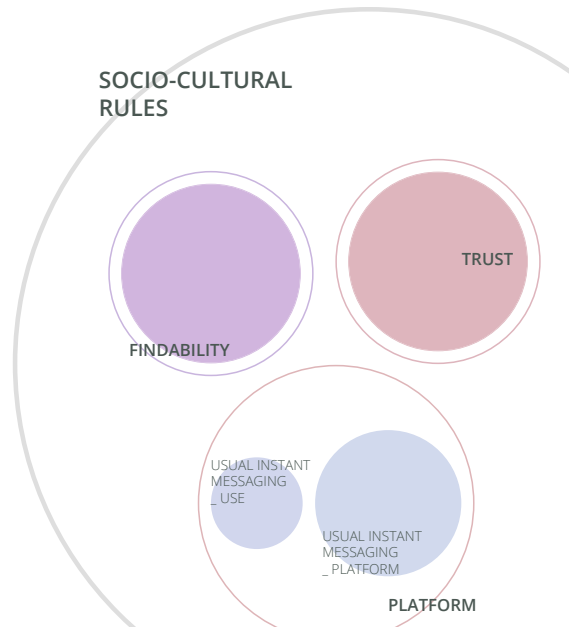 SOCIO-CULTURAL
RULES
TRUST
FINDABILITY
USUAL INSTANT
MESSAGING
_ USE
USUAL INSTANT
MESSAGING
_ PLATFORM
PLATFORM